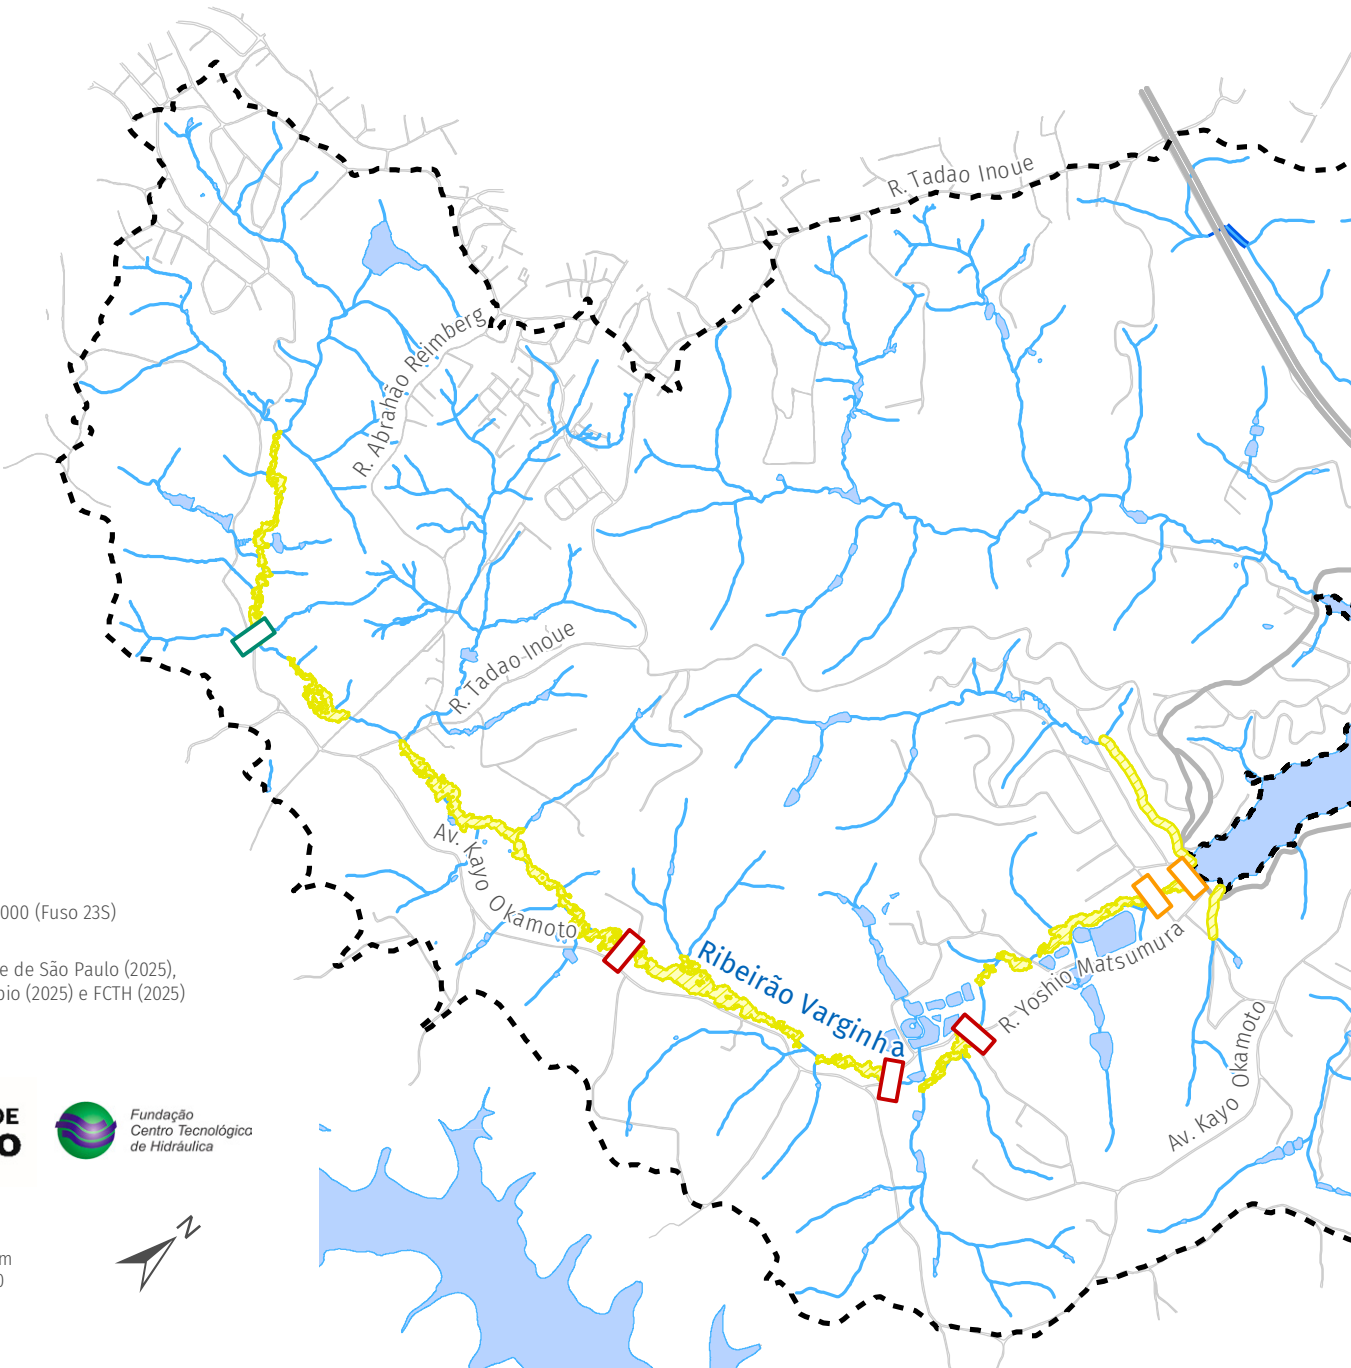 R. Tadao Inoue
R. Abrahão Reimberg
R. Tadao Inoue
Av. Kayo Okamoto
Ribeirão Varginha
R. Yoshio Matsumura
Av. Kayo Okamoto
000 (Fuso 23S)
e de São Paulo (2025),
pio (2025) e FCTH (2025)
DE
O
Fundação
Centro Tecnológica
de Hidráulica
N
m
0